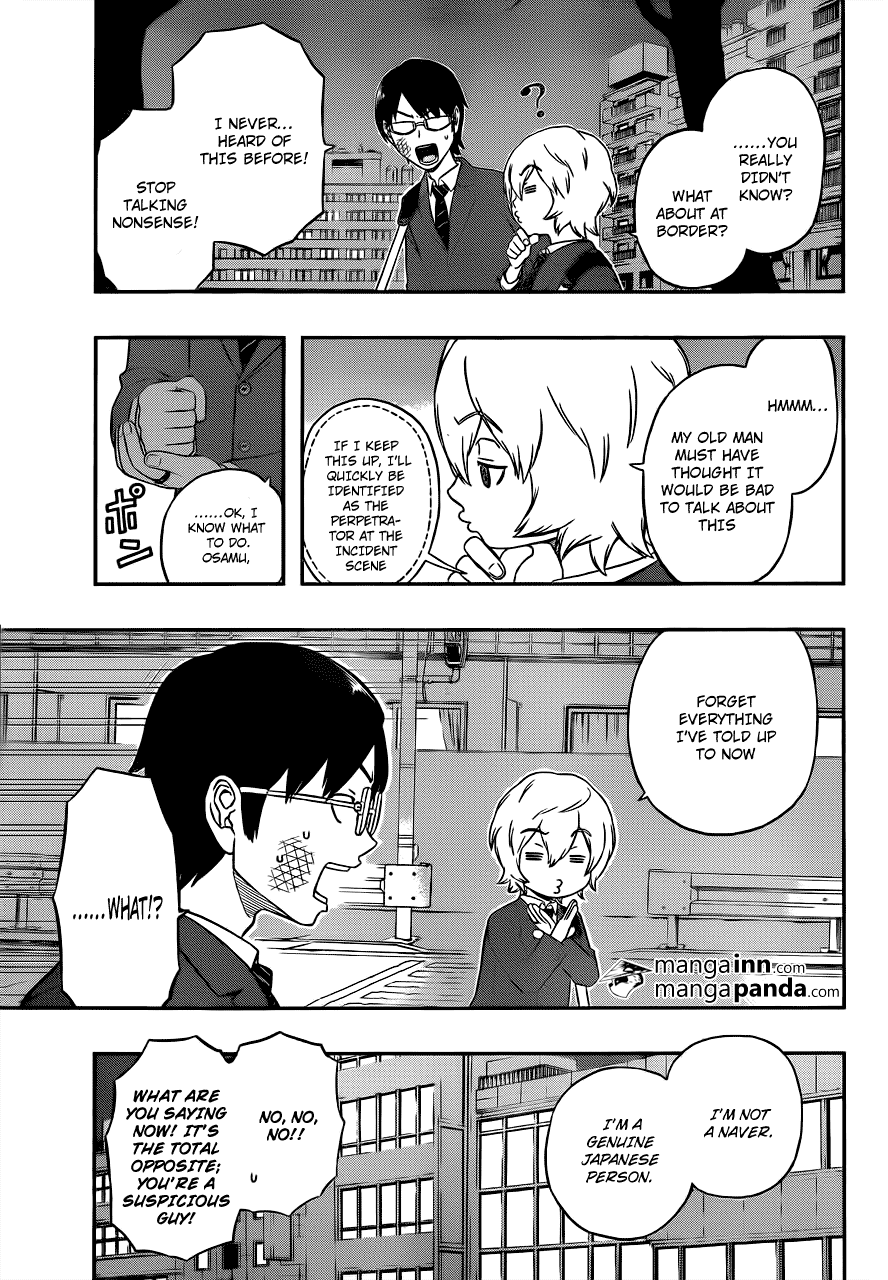 ......YOU
REALLY
DIDN'T
KNOW?
WHAT
ABOUT AT
BORDER?
?
I NEVER...
HEARD OF
THIS BEFORE!
STOP
TALKING
NONSENSE!
HMMM...
MY OLD MAN
MUST HAVE
THOUGHT IT
WOULD BE BAD
TO TALK ABOUT
THIS
IF I KEEP
THIS UP, I'LL
QUICKLY BE
IDENTIFIED
AS THE
PERPETRA-
TOR AT THE
INCIDENT
SCENE
......OK, I
KNOW WHAT
TO DO.
OSAMU,
ポン
FORGET
EVERYTHING
I'VE TOLD UP
TO NOW
......WHAT!?
mangainn.com
mangapanda.com
I'M NOT
A NAVER.
I'M A
GENUINE
JAPANESE
PERSON.
NO, NO,
NO!!
WHAT ARE
YOU SAYING
NOW! IT'S
THE TOTAL
OPPOSITE;
YOU'RE A
SUSPICIOUS
GUY!